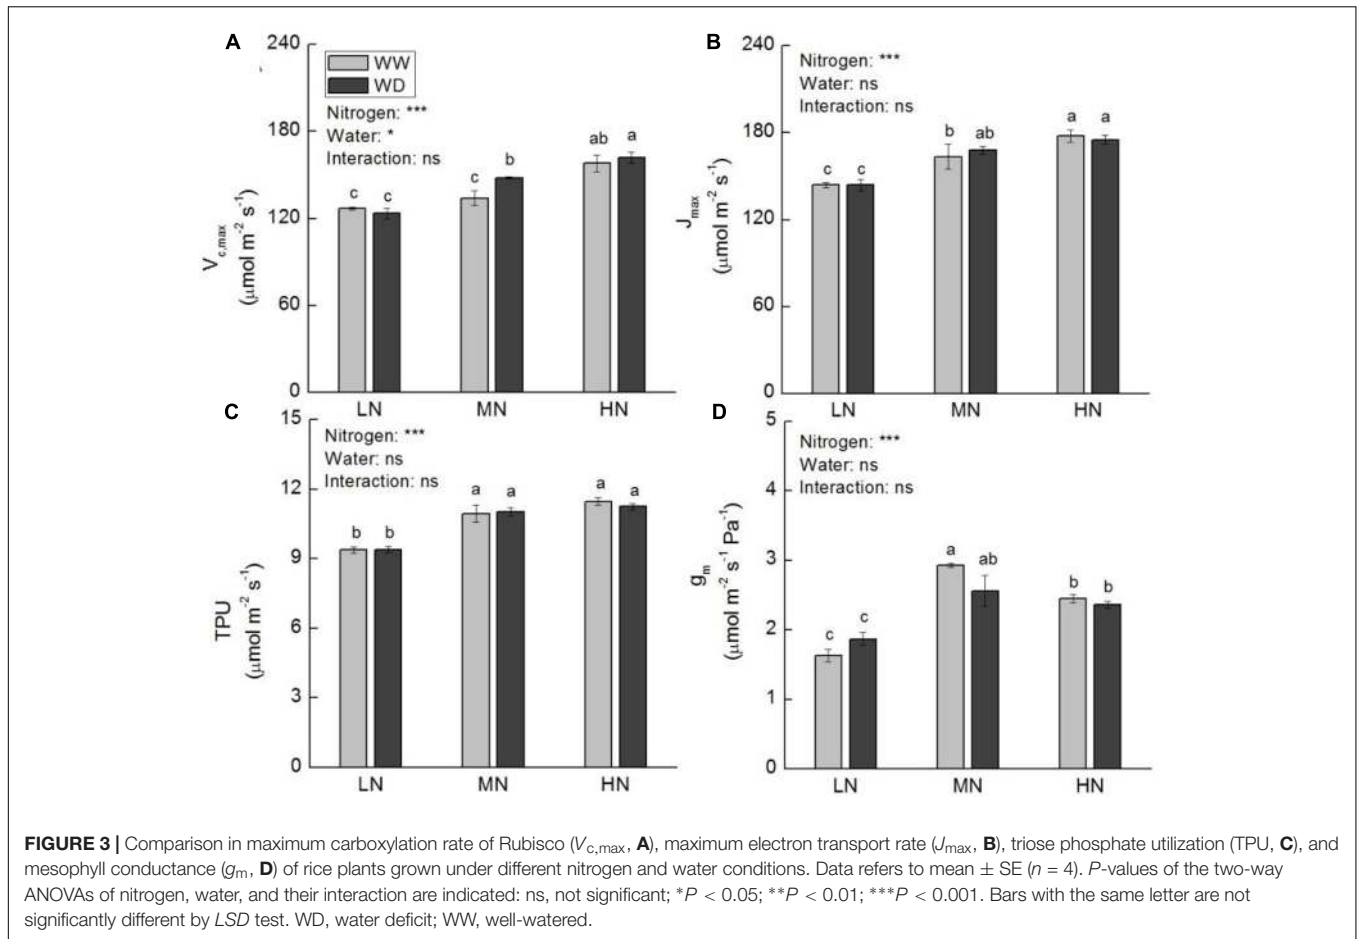 A
240
180
120
60
0
V c,max
(μmol m-2 s-1)
WW
WD
Nitrogen: ***
Water: *
Interaction: ns
c
c
c
b
ab
a
LN
MN
HN
B
240
180
120
60
0
J max
(μmol m-2 s-1)
Nitrogen: ***
Water: ns
Interaction: ns
c
c
b
ab
a
a
LN
MN
HN
C
15
12
9
6
3
0
TPU
(μmol m-2 s-1)
Nitrogen: ***
Water: ns
Interaction: ns
b
b
a
a
a
a
LN
MN
HN
D
5
4
3
2
1
0
g m
(μmol m-2 s-1 Pa-1)
Nitrogen: ***
Water: ns
Interaction: ns
c
c
a
ab
b
b
LN
MN
HN
FIGURE 3 | Comparison in maximum carboxylation rate of Rubisco (Vc,max, A), maximum electron transport rate (Jmax, B), triose phosphate utilization (TPU, C), and
mesophyll conductance (gm, D) of rice plants grown under different nitrogen and water conditions. Data refers to mean ± SE (n = 4). P-values of the two-way
ANOVAs of nitrogen, water, and their interaction are indicated: ns, not significant; *P < 0.05; **P < 0.01; ***P < 0.001. Bars with the same letter are not
significantly different by LSD test. WD, water deficit; WW, well-watered.